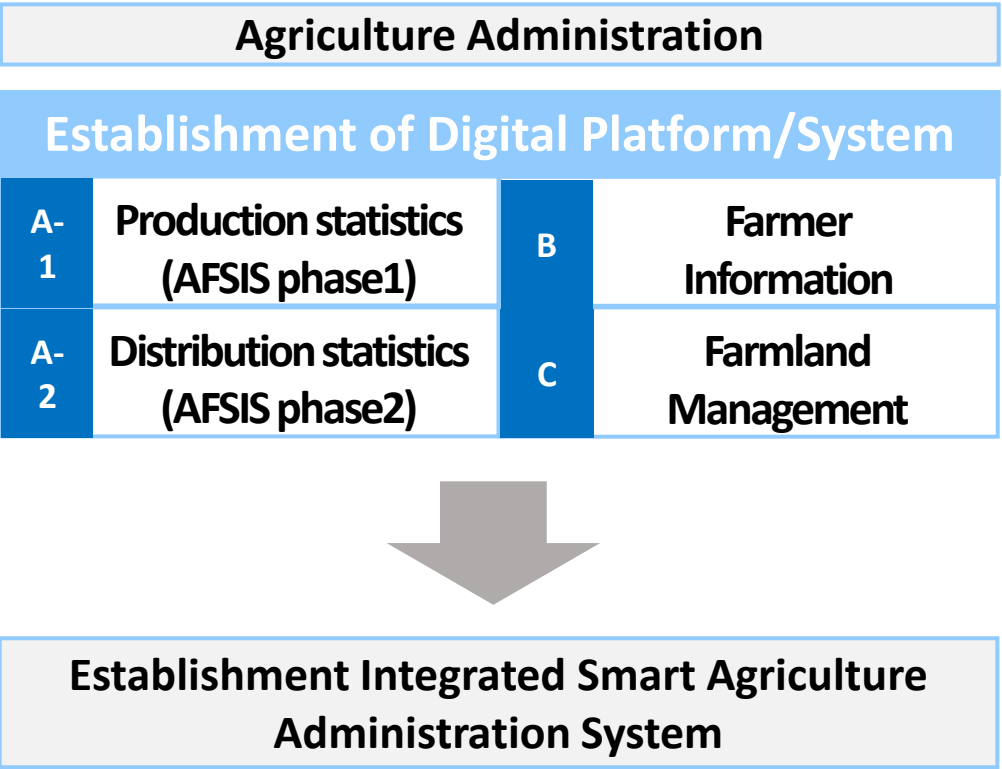 Agriculture Administration
Establishment of Digital Platform/System
A-
1
Production statistics
(AFSIS phase1)
B
Farmer
Information
A-
2
Distribution statistics
(AFSIS phase2)
C
Farmland
Management
Establishment Integrated Smart Agriculture
Administration System